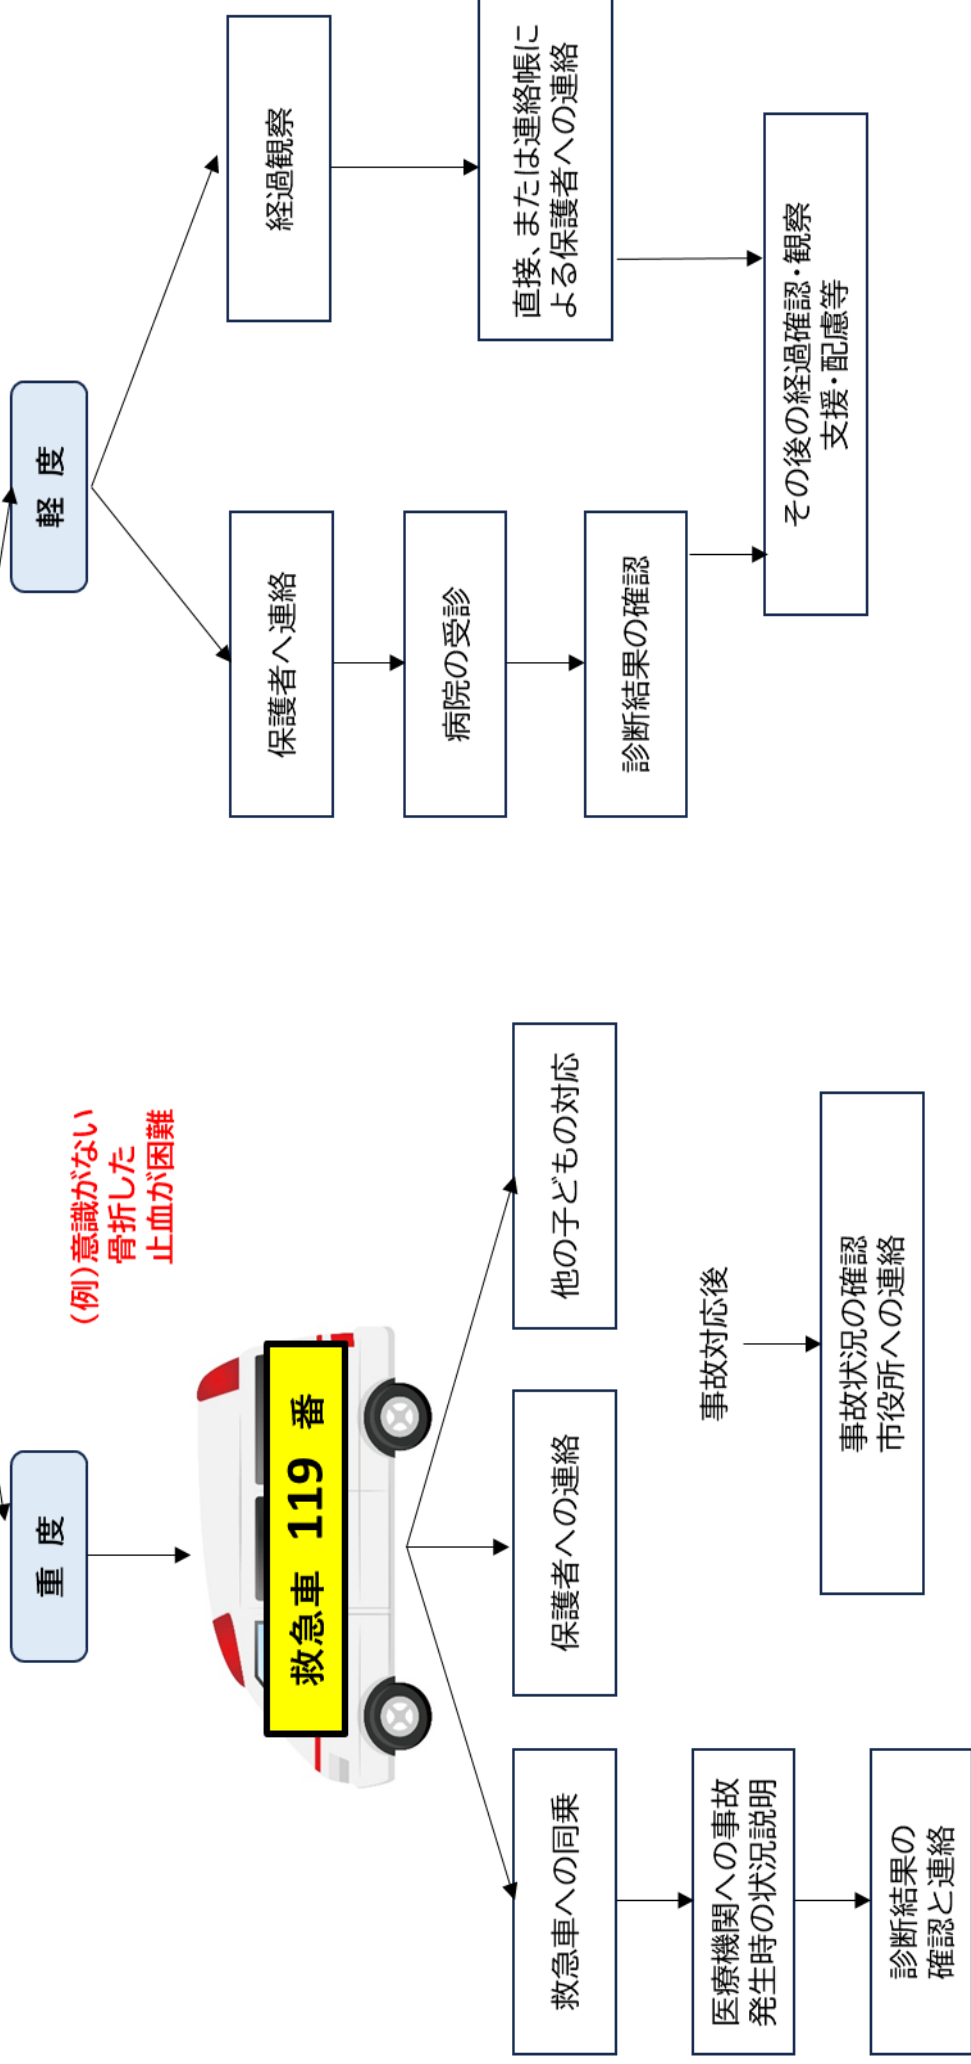 重 度
(例)意識がない
骨折した
止血が困難
救急車 119 番
救急車への同乗
医療機関への事故
発生時の状況説明
診断結果の
確認と連絡
保護者への連絡
他の子どもの対応
事故対応後
事故状況の確認
市役所への連絡
軽 度
保護者へ連絡
病院の受診
診断結果の確認
経過観察
直接、または連絡帳に
よる保護者への連絡
その後の経過確認・観察
支援・配慮等